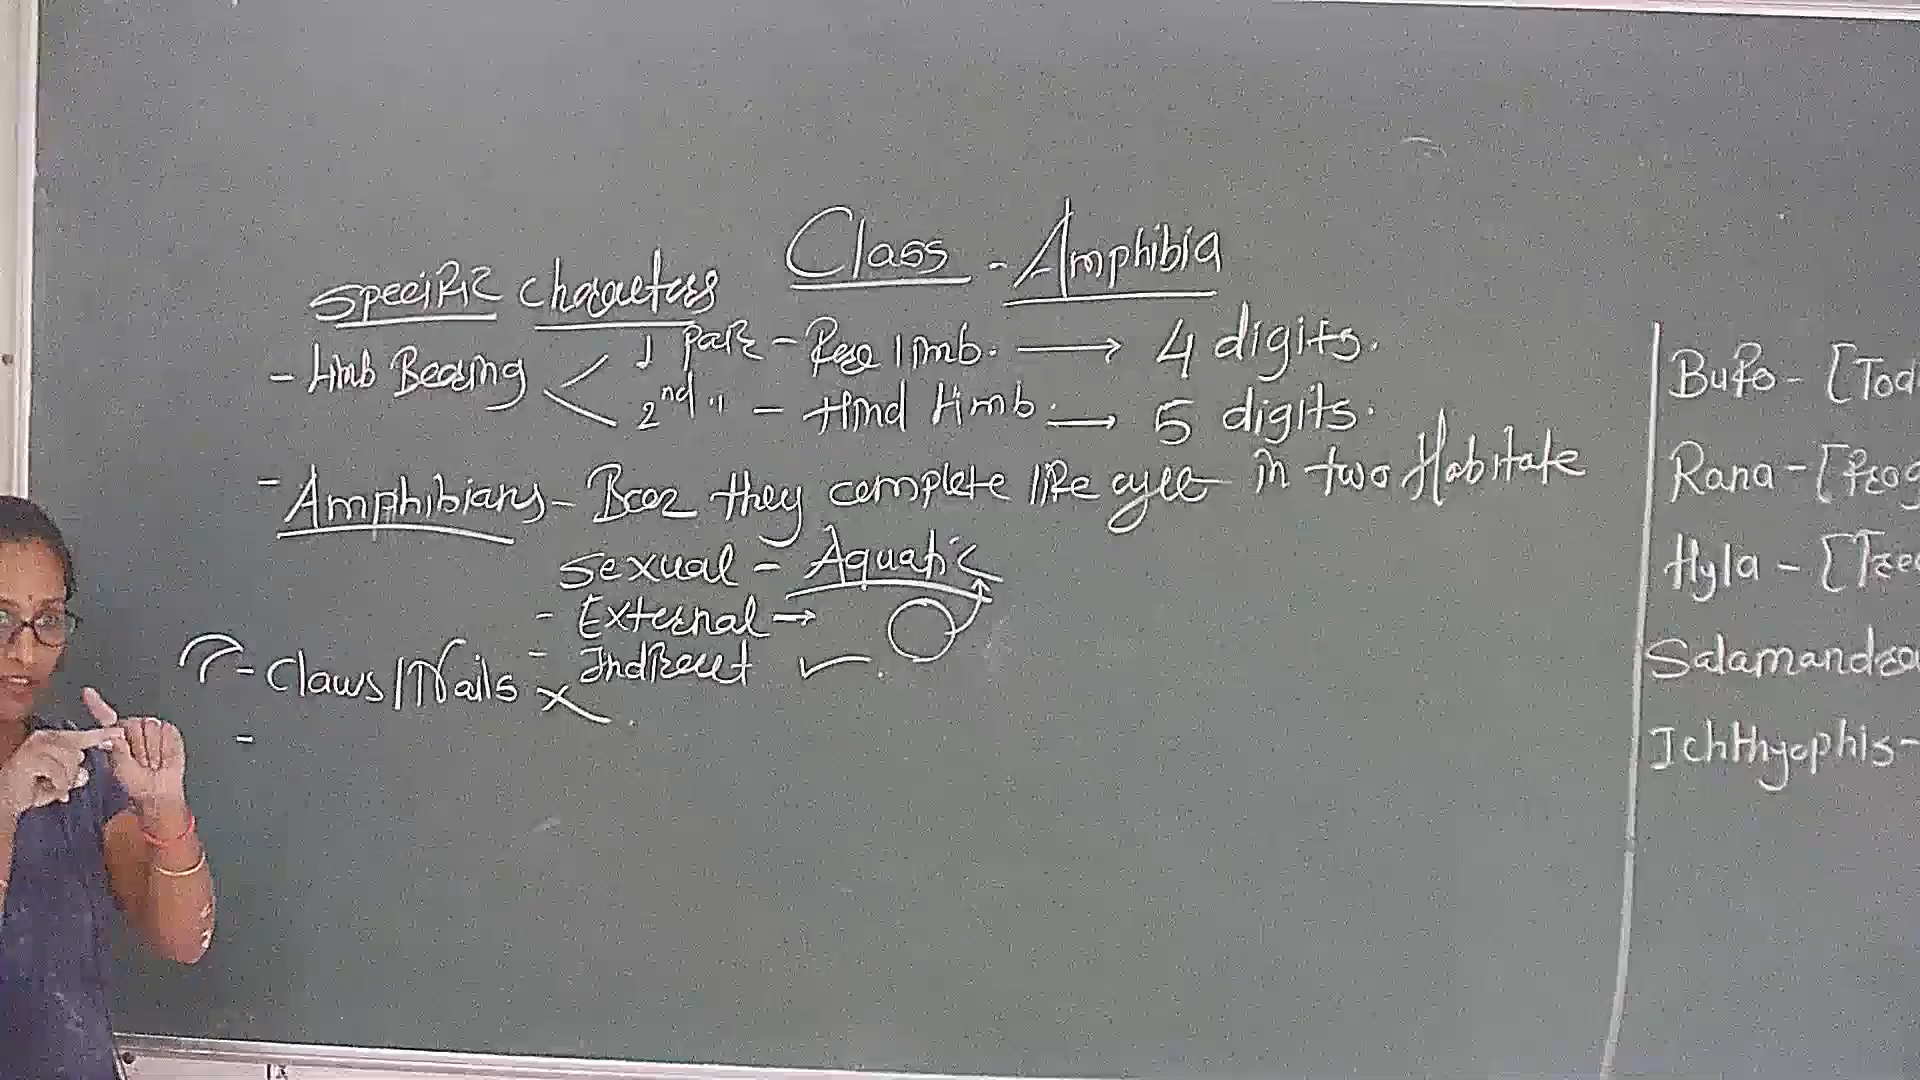 Class - Amphibia
Specific characters
- Limb Bearing < 1 pair - Fore limb. → 4 digits.
2nd " - Hind limb. → 5 digits.
- Amphibians - Bcoz they complete life cycle in two Habitate
Sexual - Aquatic
- External →
- Indirect ✓
- Claws/Nails ×
-
Bufo - [Tod
Rana - [frog
Hyla - [Tree
Salamandra
Ichthyophis -